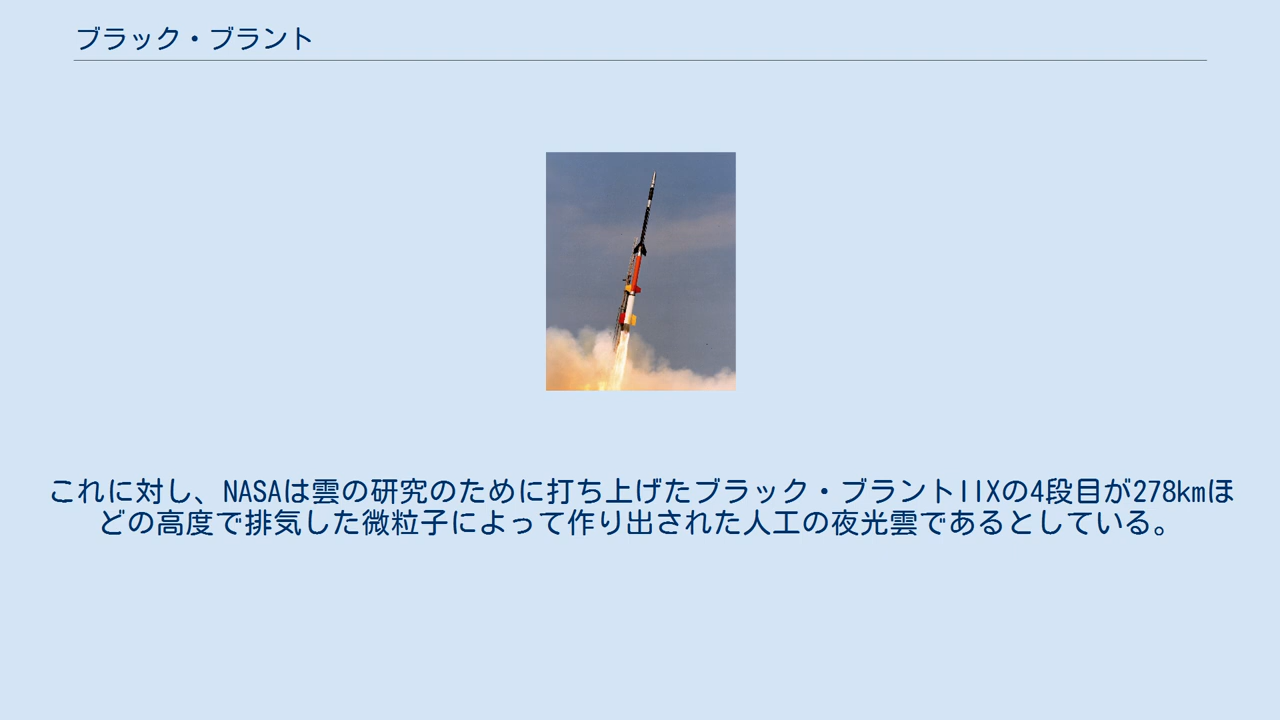 ブラック・ブラント
これに対し、NASAは雲の研究のために打ち上げたブラック・ブラントIIXの4段目が278kmほ
どの高度で排気した微粒子によって作り出された人工の夜光雲であるとしている。